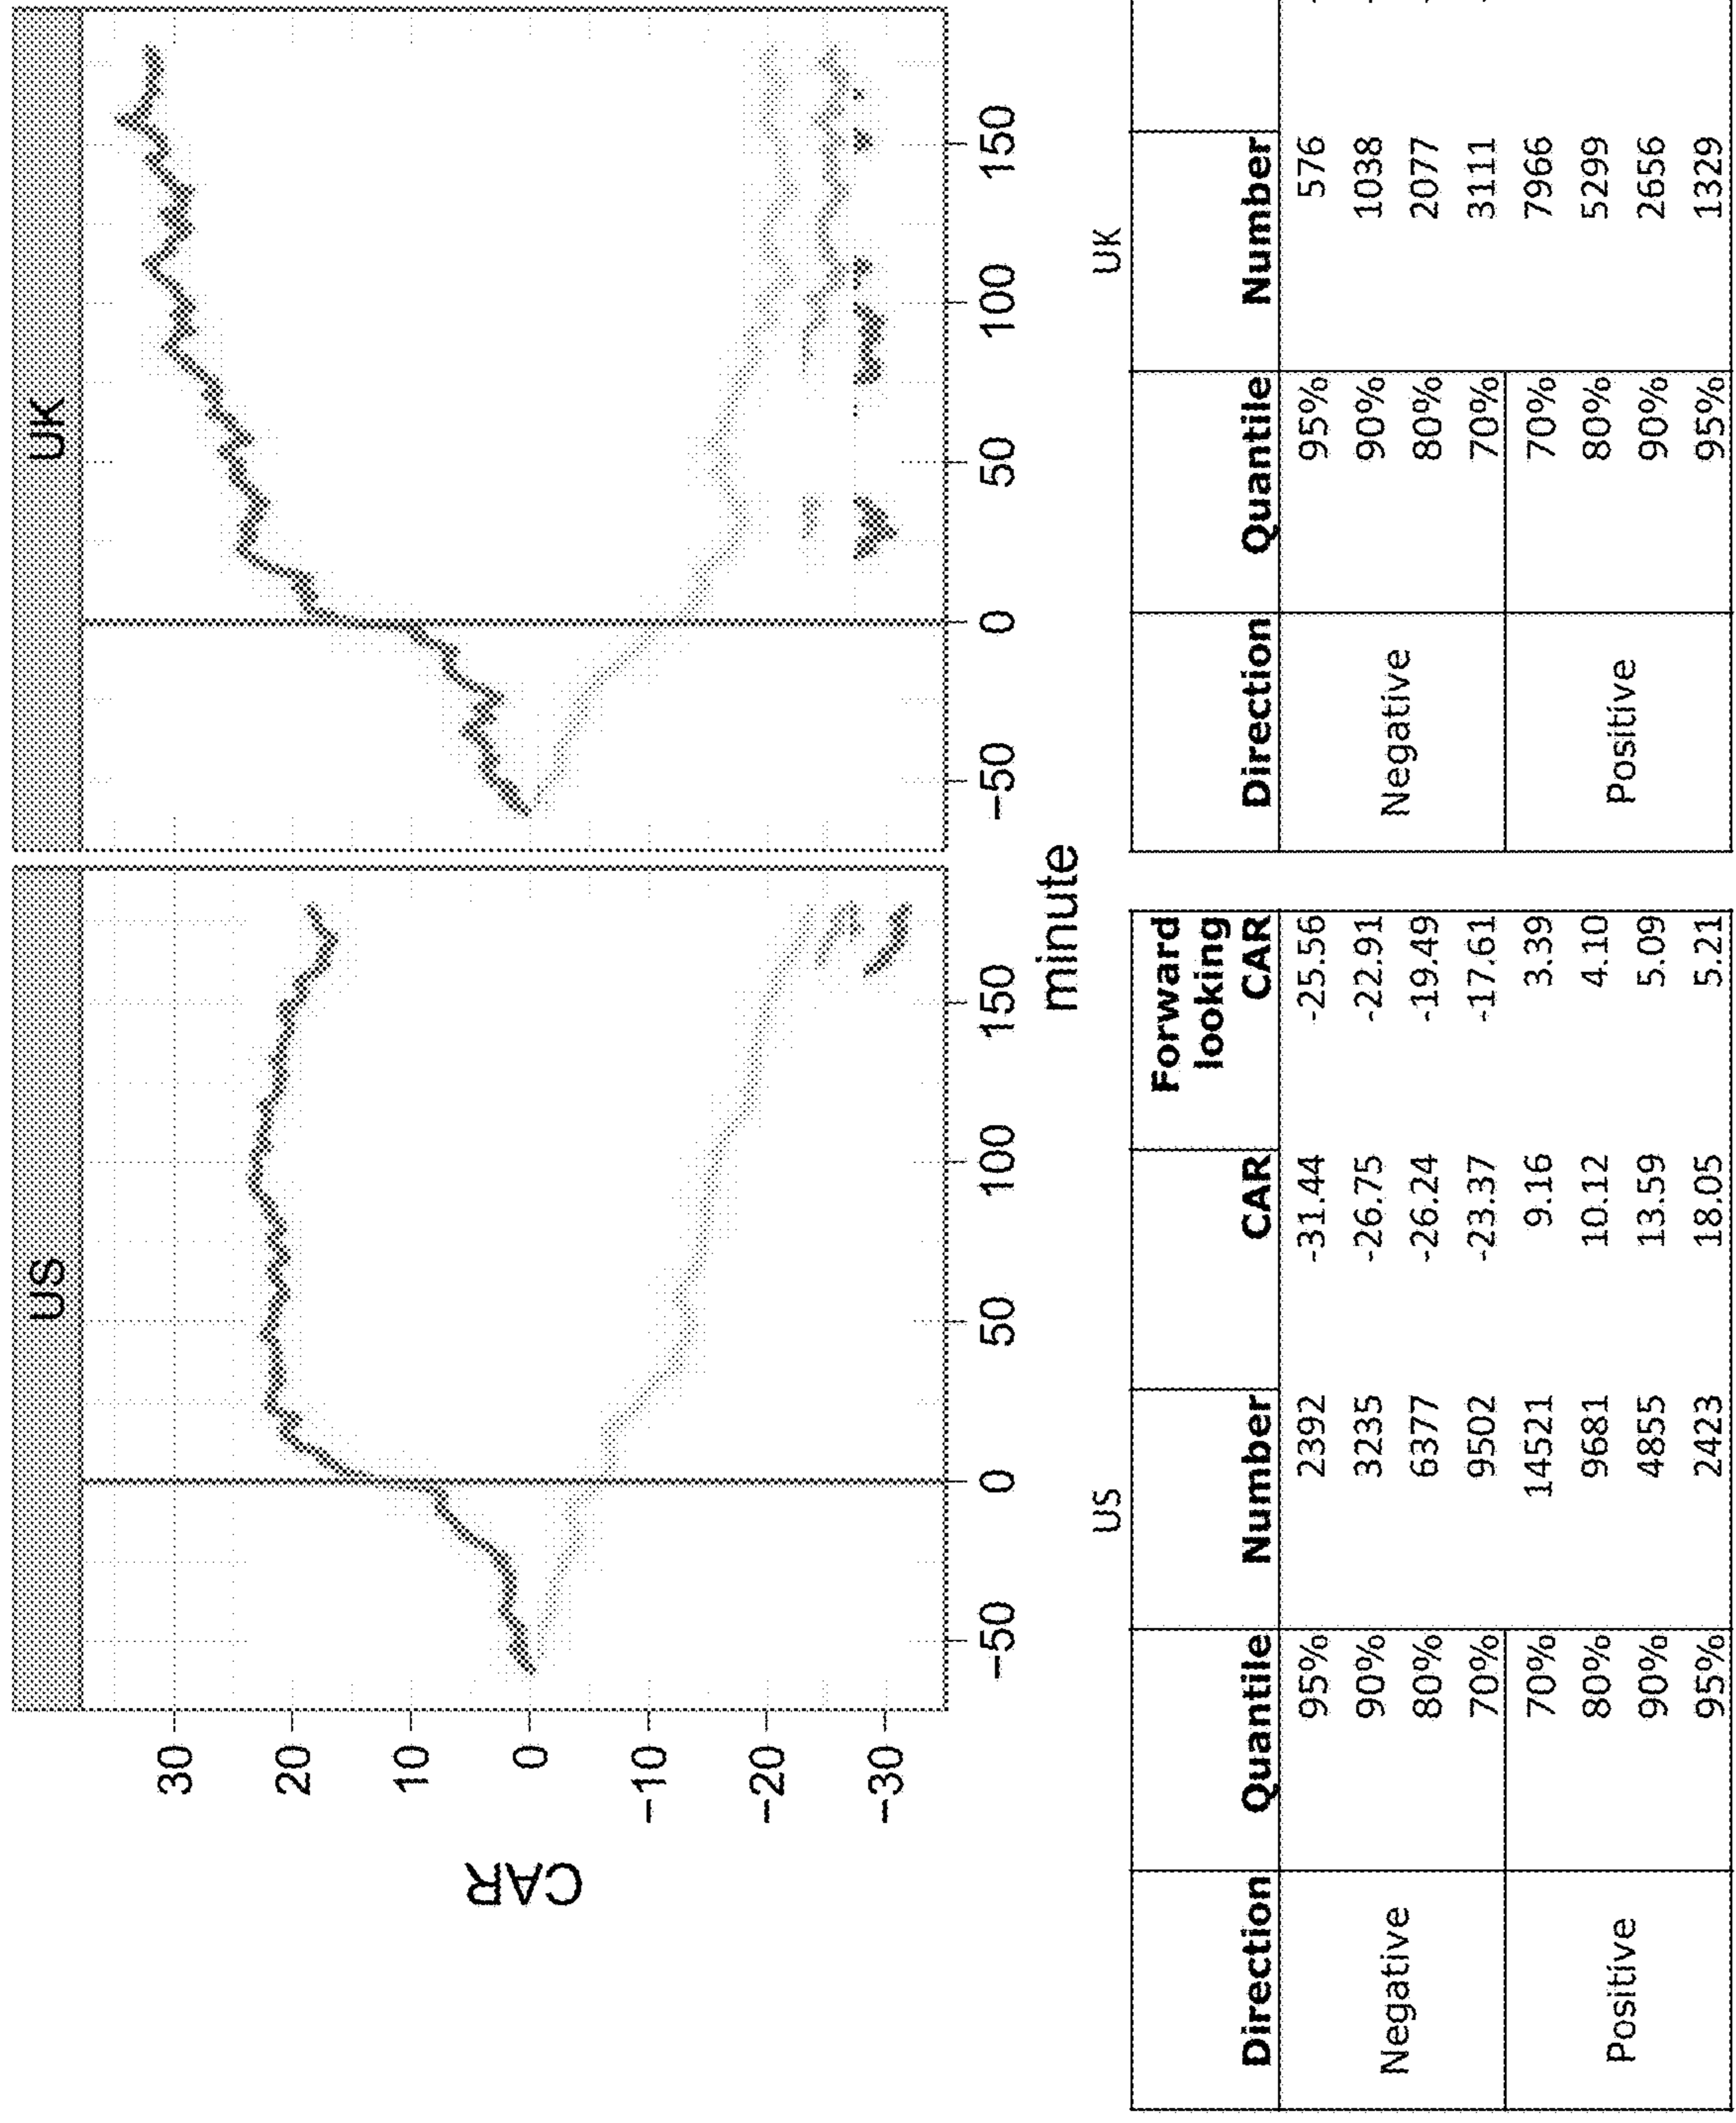 US UK
CAR
30
20
10
0
-10
-20
-30
-50 0 50 100 150 -50 0 50 100 150
minute
US
Direction Quantile Number CAR Forward looking CAR
Negative
95% 2392 -31.44 -25.56
90% 3235 -26.75 -22.91
80% 6377 -26.24 -19.49
70% 9502 -23.37 -17.61
Positive
70% 14521 9.16 3.39
80% 9681 10.12 4.10
90% 4855 13.59 5.09
95% 2423 18.05 5.21
UK
Direction Quantile Number
Negative
95% 576
90% 1038
80% 2077
70% 3111
Positive
70% 7966
80% 5299
90% 2656
95% 1329